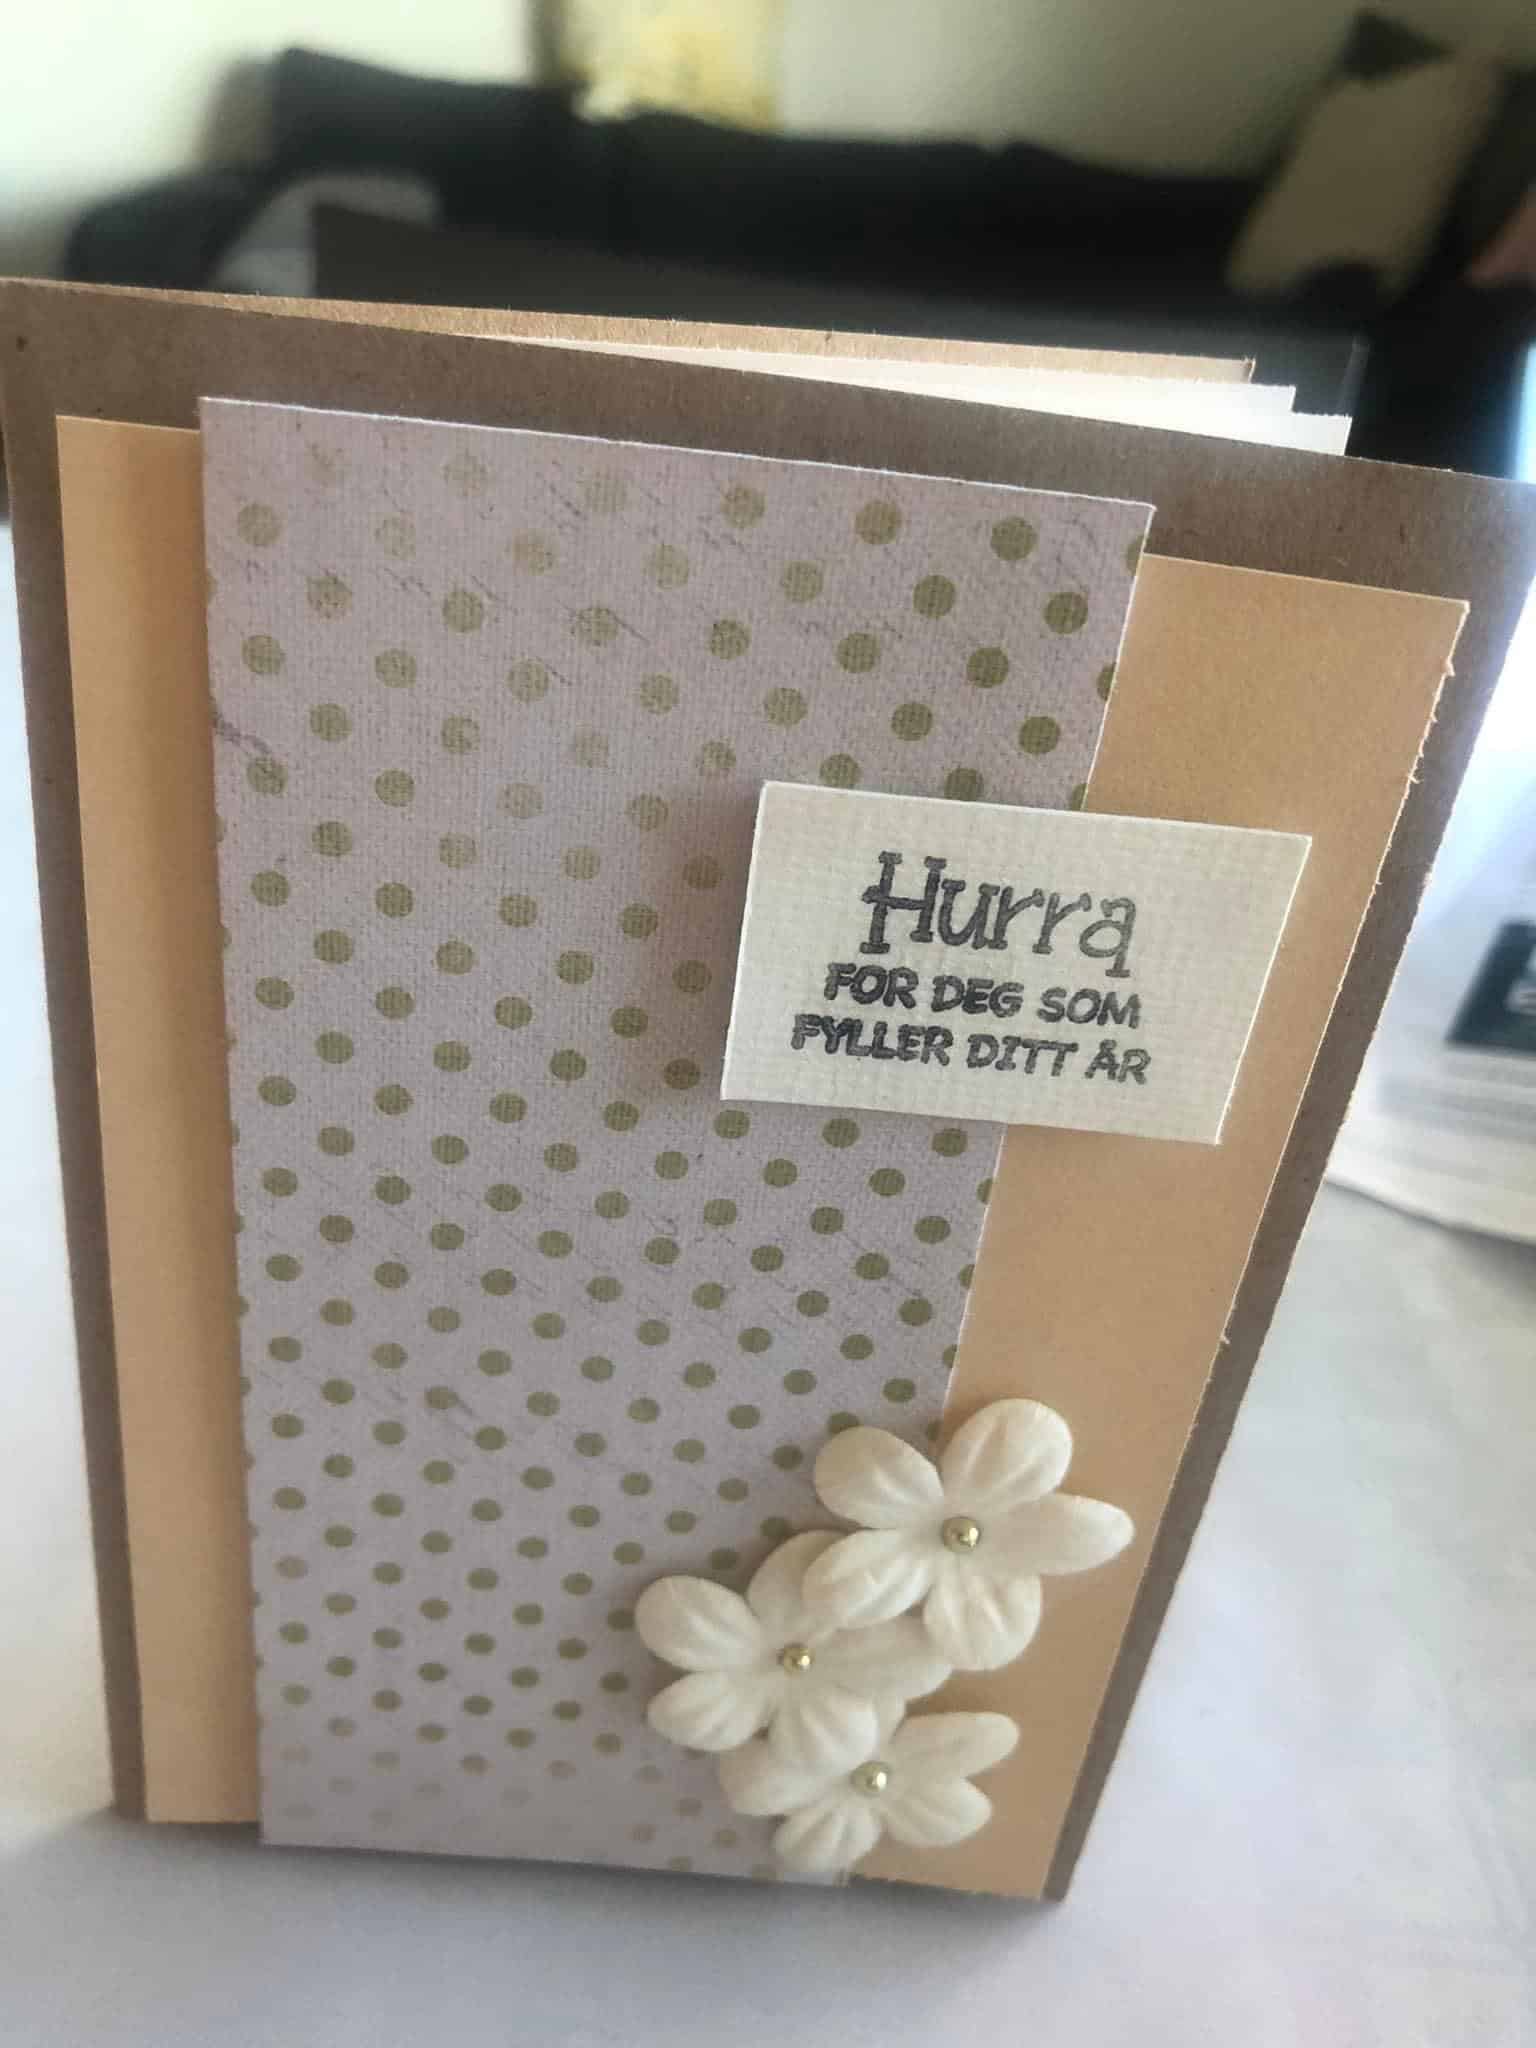 Hurra
FOR DEG SOM
FYLLER DITT ÅR